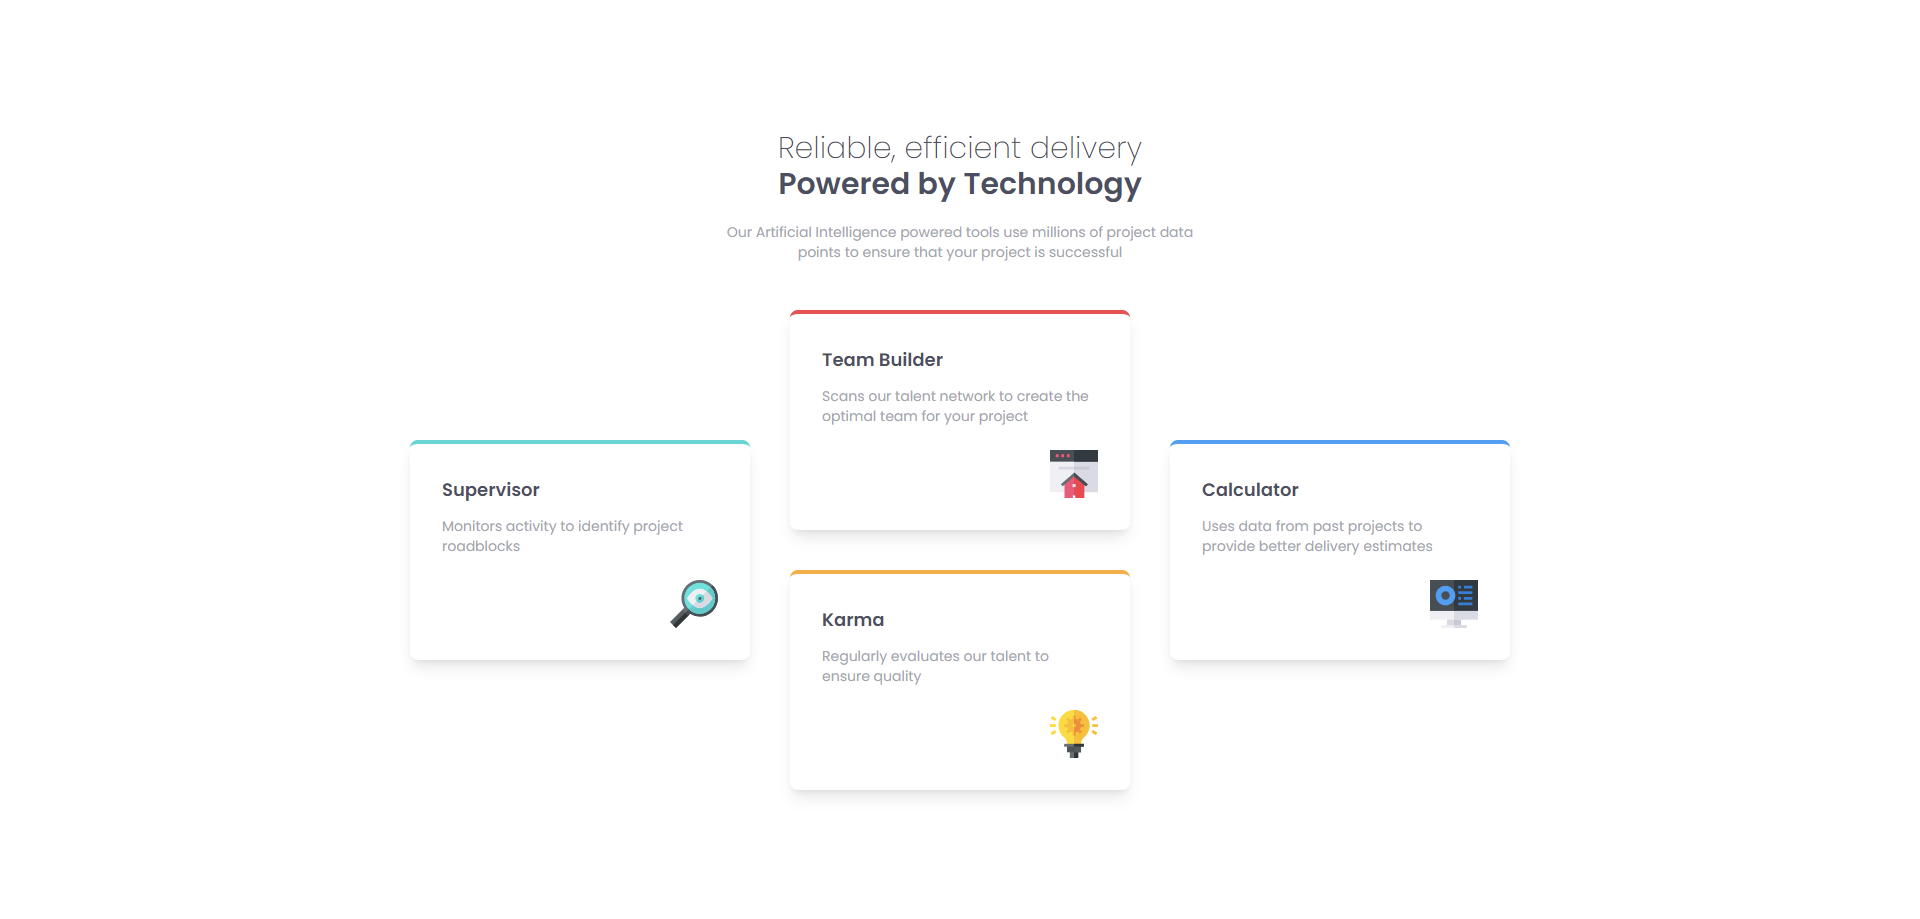 Reliable, efficient delivery
Powered by Technology
Our Artificial Intelligence powered tools use millions of project data
points to ensure that your project is successful
Supervisor
Monitors activity to identify project
roadblocks
Team Builder
Scans our talent network to create the
optimal team for your project
Karma
Regularly evaluates our talent to
ensure quality
Calculator
Uses data from past projects to
provide better delivery estimates